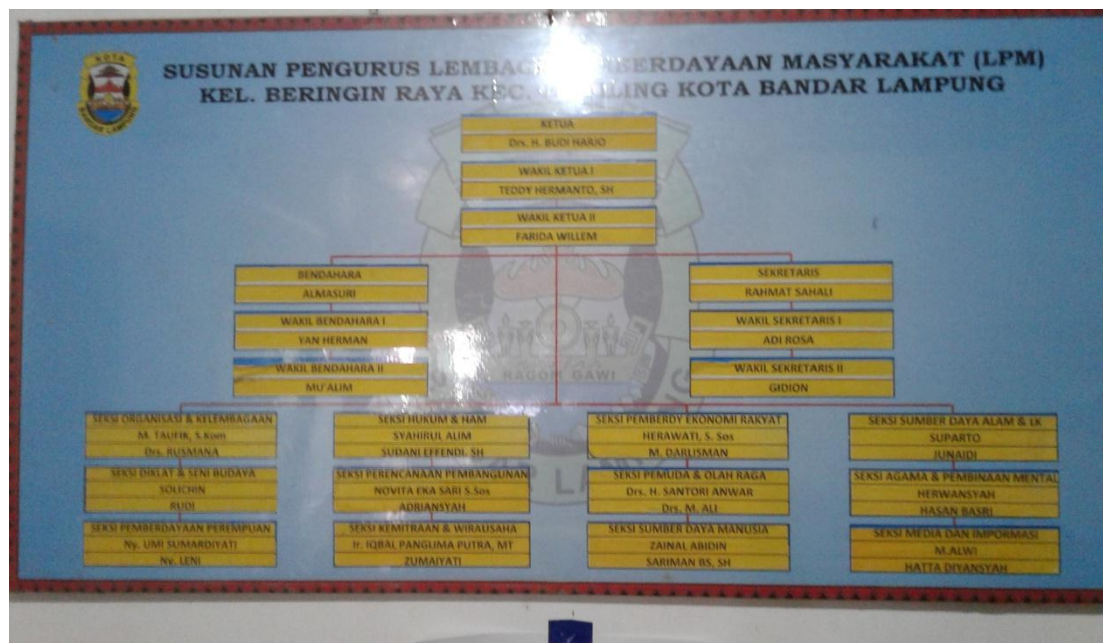 SUSUNAN PENGURUS LEMBAGA BERDAYAAN MASYARAKAT (LPM)
KEL. BERINGIN RAYA KEC. LING KOTA BANDAR LAMPUNG
KOTA
BANDAR LAMPUNG
KETUA
Drs. H. BUDI HARJO
WAKIL KETUA I
TEDDY HERMANTO, SH
WAKIL KETUA II
FARIDA WILLEM
BENDAHARA
ALMASURI
WAKIL BENDAHARA I
YAN HERMAN
WAKIL BENDAHARA II
MU'ALIM
SEKRETARIS
RAHMAT SAHALI
WAKIL SEKRETARIS I
ADI ROSA
WAKIL SEKRETARIS II
GIDION
RAGOM GAWI
SEKSI ORGANISASI & KELEMBAGAAN
M. TAUFIK, S.Kom
Drs. RUSMANA
SEKSI DIKLAT & SENI BUDAYA
SOLICHIN
RUDI
SEKSI PEMBERDAYAAN PEREMPUAN
Ny. UMI SUMARDIYATI
Ny. LENI
SEKSI HUKUM & HAM
SYAHIRUL ALIM
SUDANI EFFENDI, SH
SEKSI PERENCANAAN PEMBANGUNAN
NOVITA EKA SARI S.Sos
ADRIANSYAH
SEKSI KEMITRAAN & WIRAUSAHA
Ir. IQBAL PANGLIMA PUTRA, MT
ZUMAIYATI
SEKSI PEMBERDY EKONOMI RAKYAT
HERAWATI, S. Sos
M. DARLISMAN
SEKSI PEMUDA & OLAH RAGA
Drs. H. SANTORI ANWAR
Drs. M. ALI
SEKSI SUMBER DAYA MANUSIA
ZAINAL ABIDIN
SARIMAN BS, SH
SEKSI SUMBER DAYA ALAM & LK
SUPARTO
JUNAIDI
SEKSI AGAMA & PEMBINAAN MENTAL
HERWANSYAH
HASAN BASRI
SEKSI MEDIA DAN IMPORMASI
M.ALWI
HATTA DIYANSYAH